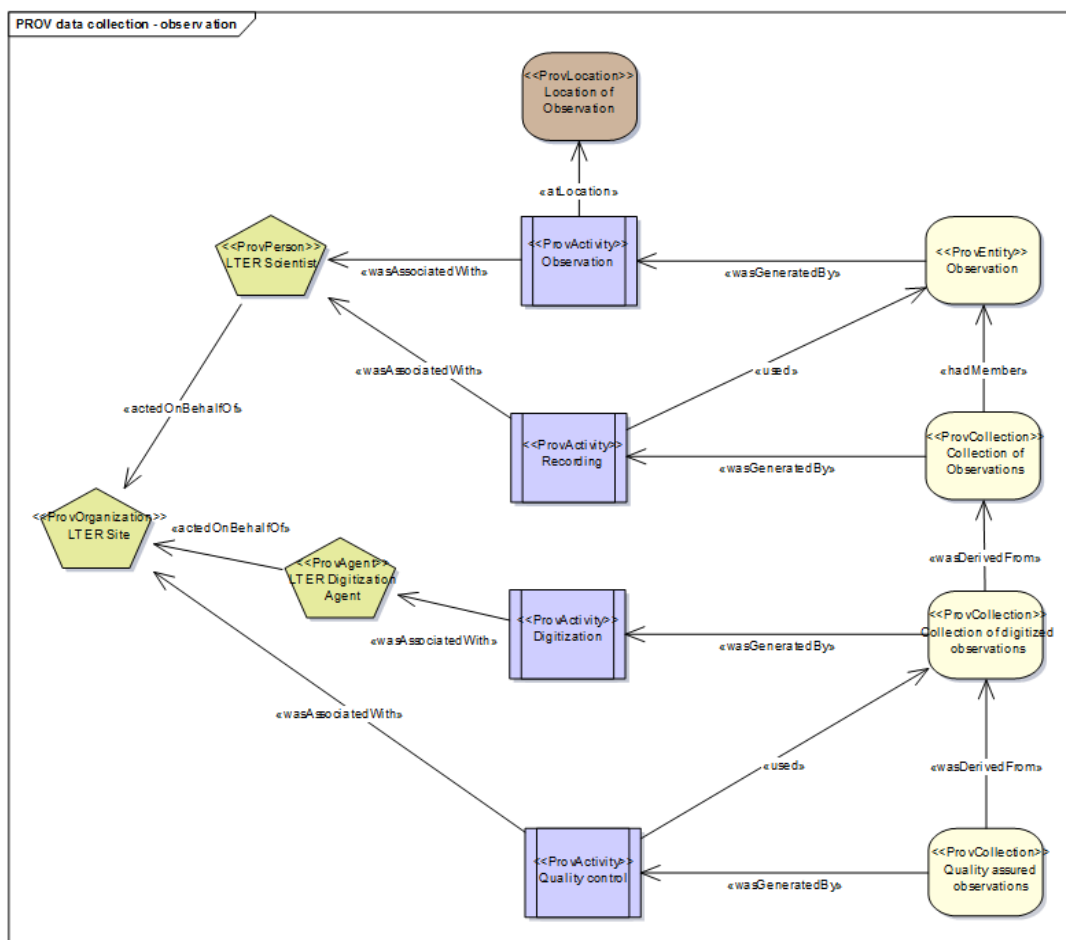 PROV data collection - observation
<<ProvLocation>>
Location of
Observation
«atLocation»
<<ProvPerson>>
LTER Scientist
«wasAssociatedWith»
<<ProvActivity>>
Observation
«wasGeneratedBy»
<<ProvEntity>>
Observation
«wasAssociatedWith»
«used»
«hadMember»
«actedOnBehalfOf»
<<ProvActivity>>
Recording
«wasGeneratedBy»
<<ProvCollection>>
Collection of
Observations
<<ProvOrganization>>
LTER Site
«actedOnBehalfOf»
<<ProvAgent>>
LTER Digitization
Agent
«wasDerivedFrom»
«wasAssociatedWith»
<<ProvActivity>>
Digitization
«wasGeneratedBy»
<<ProvCollection>>
Collection of digitized
observations
«wasAssociatedWith»
«used»
«wasDerivedFrom»
<<ProvActivity>>
Quality control
«wasGeneratedBy»
<<ProvCollection>>
Quality assured
observations